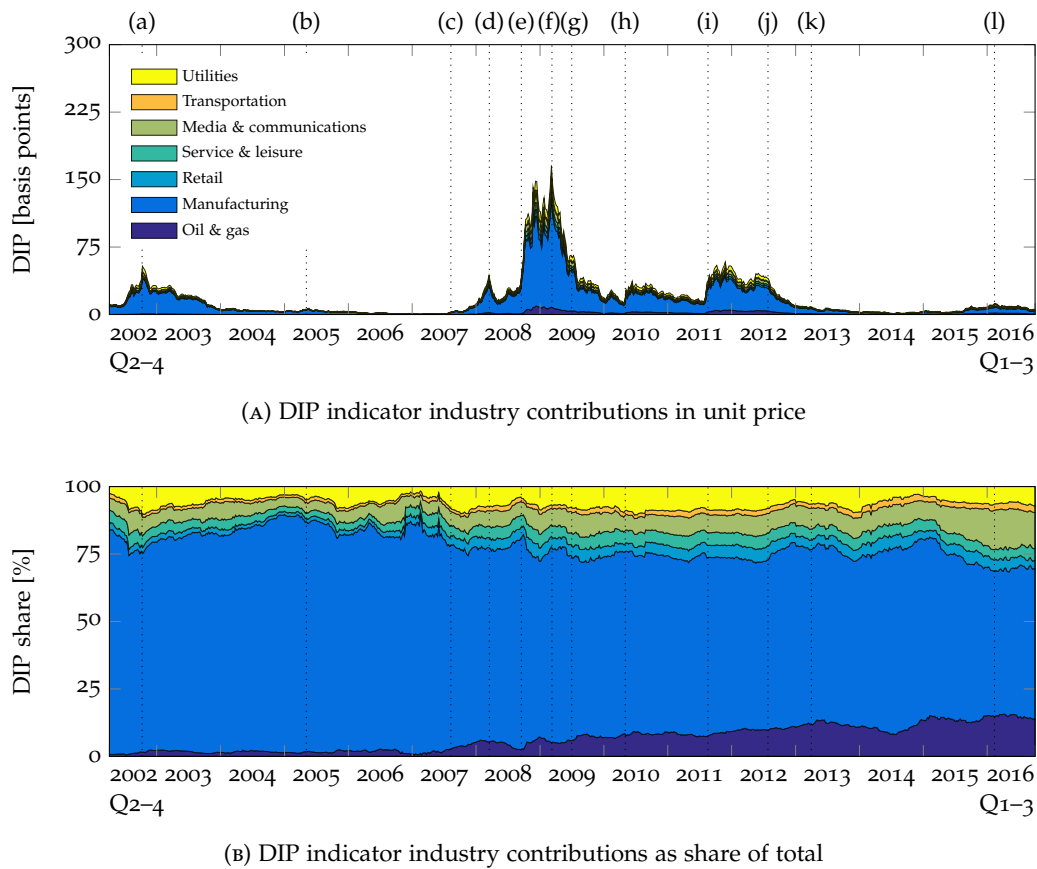 (a) (b) (c) (d) (e) (f) (g) (h) (i) (j) (k) (l)
300
225
150
75
0
DIP [basis points]
Utilities
Transportation
Media & communications
Service & leisure
Retail
Manufacturing
Oil & gas
2002 2003 2004 2005 2006 2007 2008 2009 2010 2011 2012 2013 2014 2015 2016
Q2–4 Q1–3
(A) DIP indicator industry contributions in unit price
100
75
50
25
0
DIP share [%]
2002 2003 2004 2005 2006 2007 2008 2009 2010 2011 2012 2013 2014 2015 2016
Q2–4 Q1–3
(B) DIP indicator industry contributions as share of total